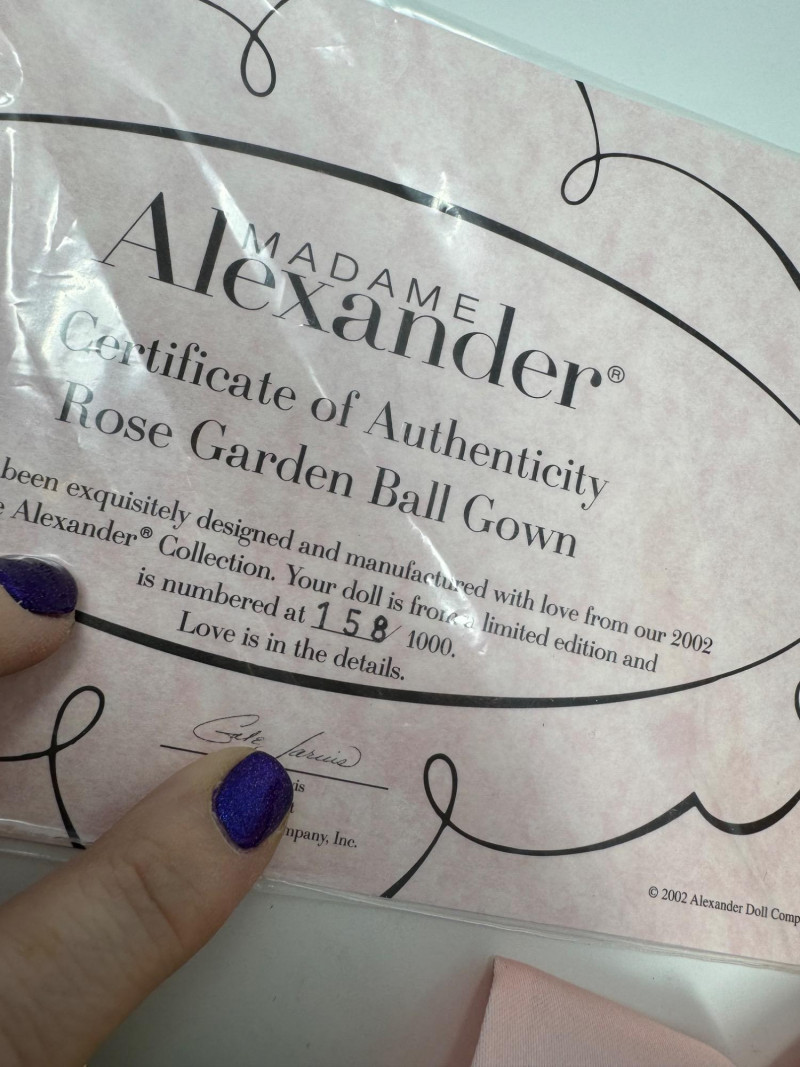 MADAME
Alexander®
Certificate of Authenticity
Rose Garden Ball Gown
been exquisitely designed and manufactured with love from our 2002
Alexander® Collection. Your doll is from a limited edition and
is numbered at 158/1000.
Love is in the details.
Gale Jarvis
mpany, Inc.
© 2002 Alexander Doll Comp